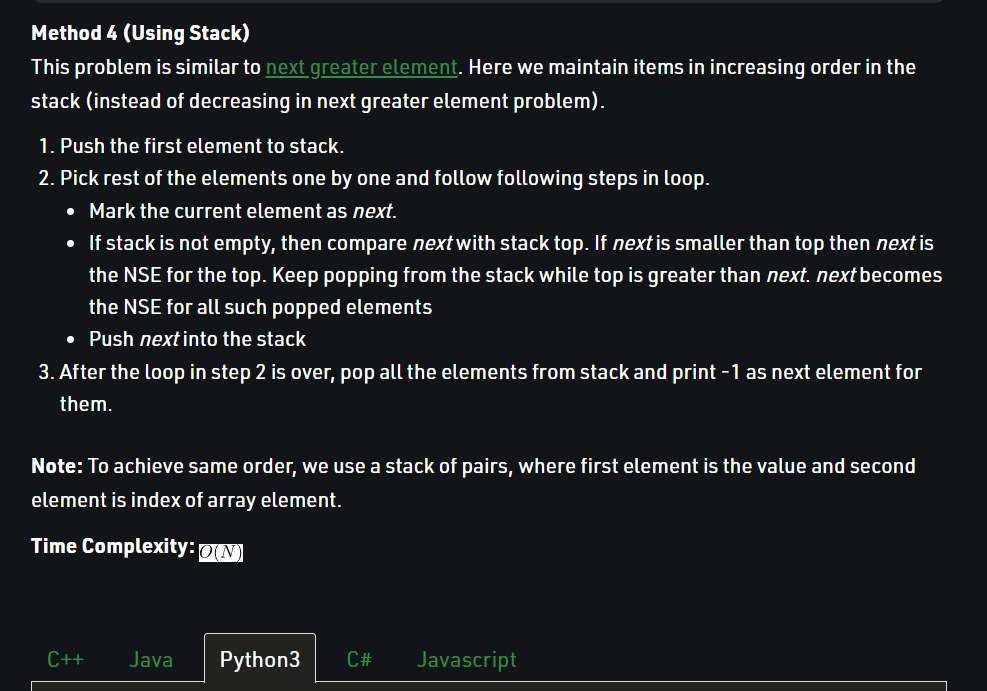 Method 4 (Using Stack)
This problem is similar to next greater element. Here we maintain items in increasing order in the
stack (instead of decreasing in next greater element problem).
1. Push the first element to stack.
2. Pick rest of the elements one by one and follow following steps in loop.
• Mark the current element as next.
• If stack is not empty, then compare next with stack top. If next is smaller than top then next is
the NSE for the top. Keep popping from the stack while top is greater than next. next becomes
the NSE for all such popped elements
• Push next into the stack
3. After the loop in step 2 is over, pop all the elements from stack and print -1 as next element for
them.
Note: To achieve same order, we use a stack of pairs, where first element is the value and second
element is index of array element.
Time Complexity: O(N)
C++ Java Python3 C# Javascript